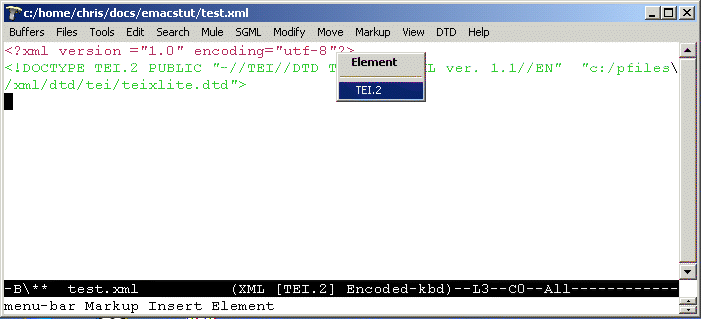 c:/home/chris/docs/emacstut/test.xml
Buffers Files Tools Edit Search Mule SGML Modify Move Markup View DTD Help
<?xml version ="1.0" encoding="utf-8"?>
<!DOCTYPE TEI.2 PUBLIC "-//TEI//DTD T L ver. 1.1//EN" "c:/pfiles\
/xml/dtd/tei/teixlite.dtd">
Element
TEI.2
-B\** test.xml (XML [TEI.2] Encoded-kbd)--L3--C0--All------------
menu-bar Markup Insert Element